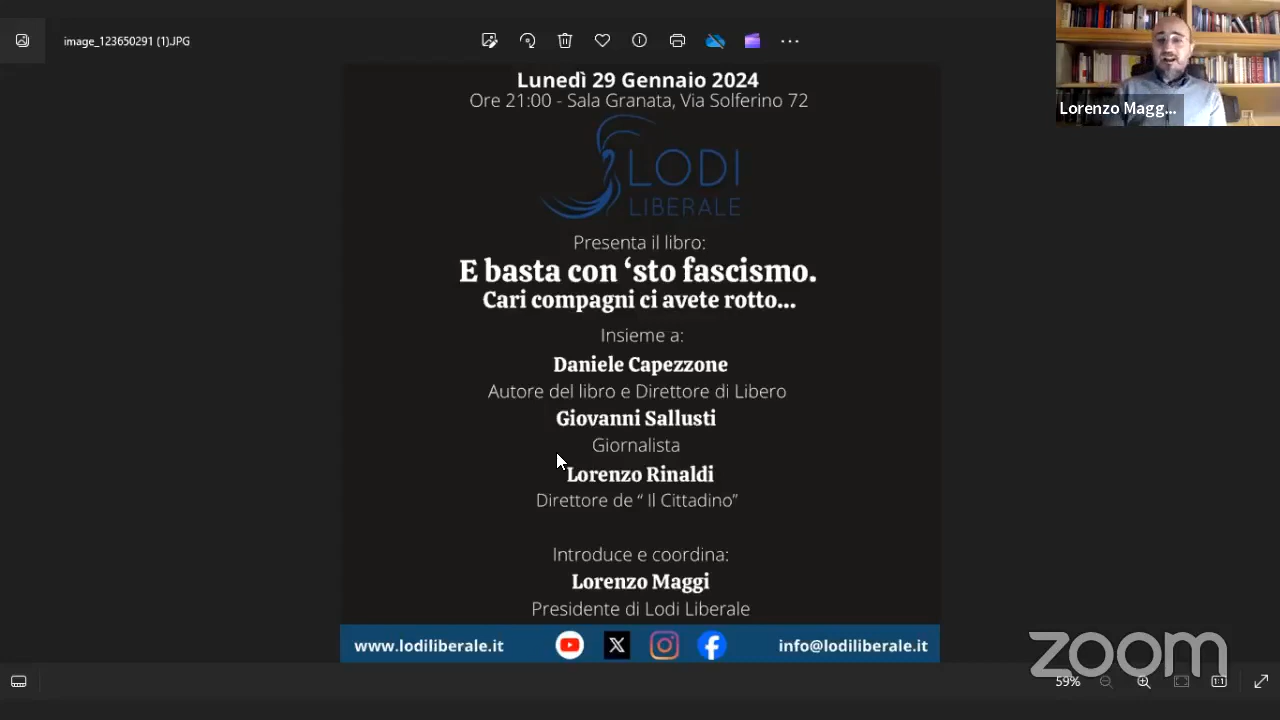 image_123650291 (1).JPG
Lorenzo Magg...
Lunedì 29 Gennaio 2024
Ore 21:00 - Sala Granata, Via Solferino 72
LODI
LIBERALE
Presenta il libro:
E basta con ‘sto fascismo.
Cari compagni ci avete rotto...
Insieme a:
Daniele Capezzone
Autore del libro e Direttore di Libero
Giovanni Sallusti
Giornalista
Lorenzo Rinaldi
Direttore de “ Il Cittadino”
Introduce e coordina:
Lorenzo Maggi
Presidente di Lodi Liberale
www.lodiliberale.it
info@lodiliberale.it
zoom
59%
1:1